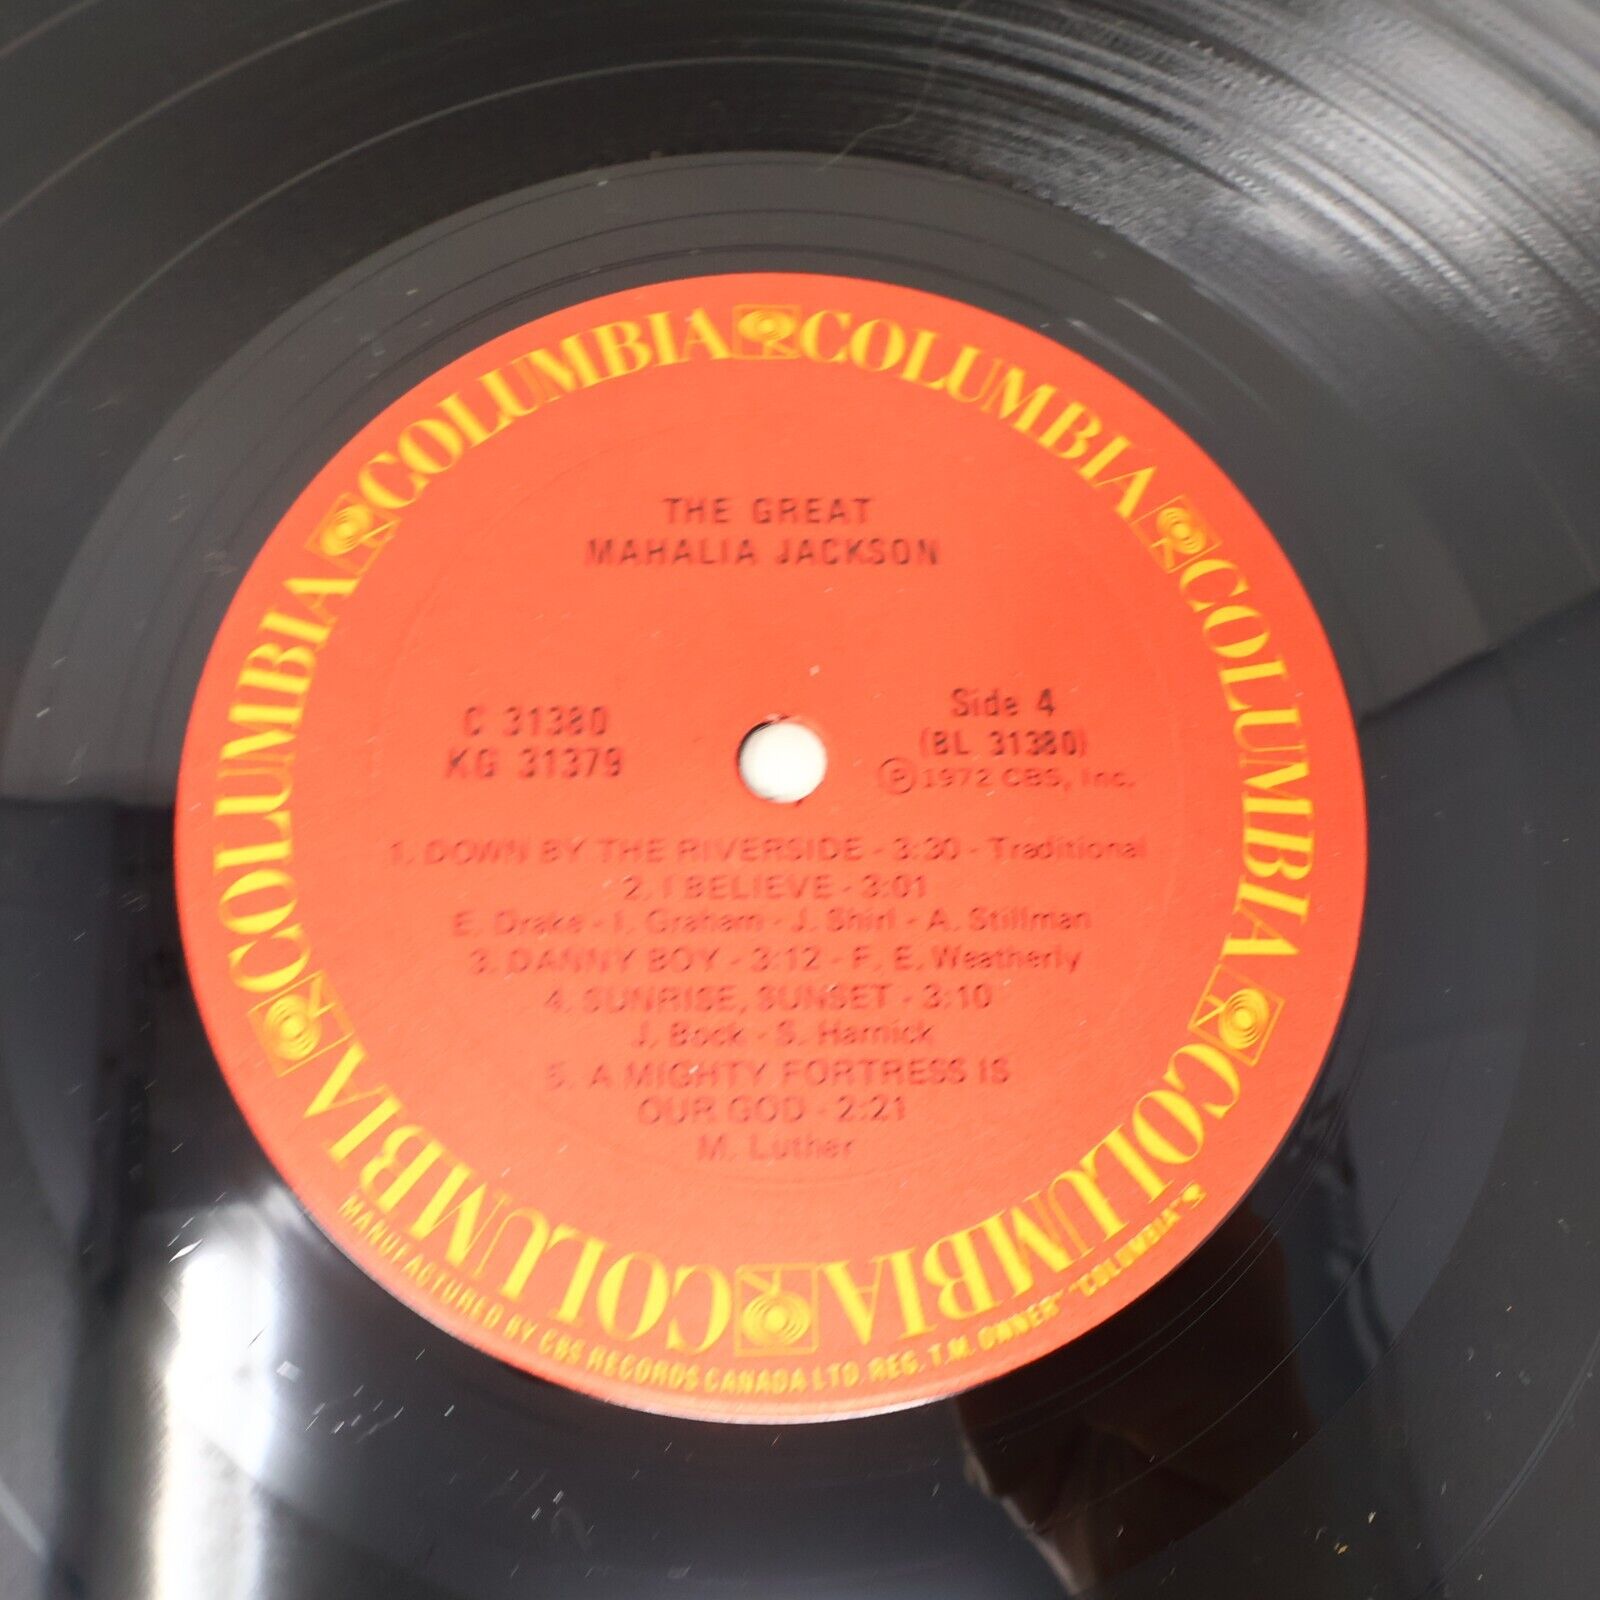 COLUMBIA COLUMBIA COLUMBIA COLUMBIA COLUMBIA COLUMBIA
THE GREAT
MAHALIA JACKSON
C 31380
KG 31379
Side 4
(BL 31380)
Ⓟ 1972 CBS, Inc.
1. DOWN BY THE RIVERSIDE - 3:30 - Traditional
2. I BELIEVE - 3:01
E. Drake - I. Graham - J. Shirl - A. Stillman
3. DANNY BOY - 3:12 - F. E. Weatherly
4. SUNRISE, SUNSET - 3:10
J. Bock - S. Harnick
5. A MIGHTY FORTRESS IS
OUR GOD - 2:21
M. Luther
MANUFACTURED BY CBS RECORDS CANADA LTD. REG. T.M. OWNER "COLUMBIA"